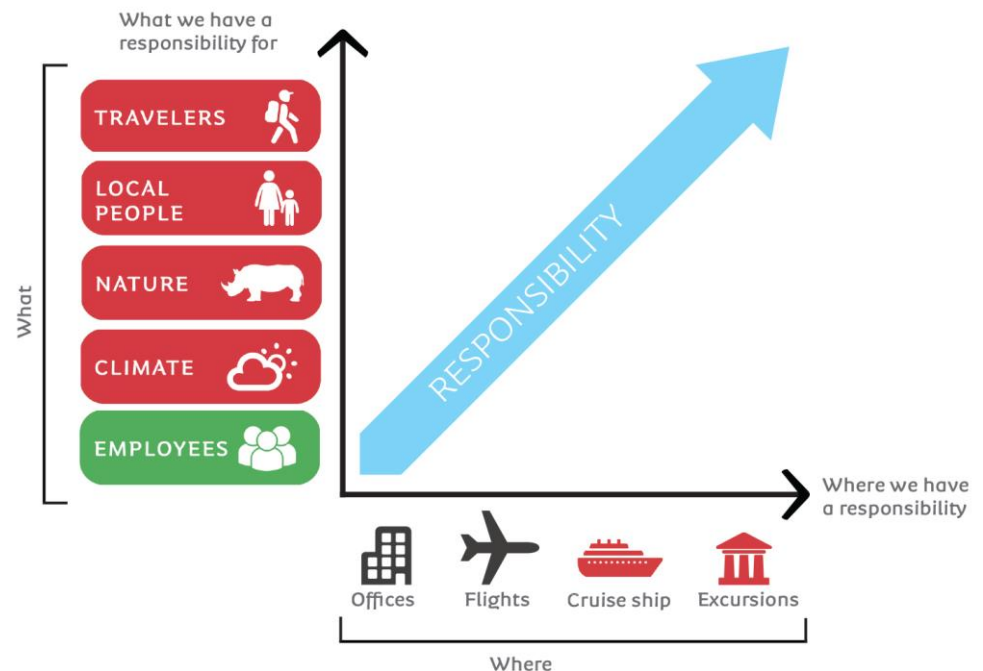 What we have a
responsibility for
What
TRAVELERS
LOCAL
PEOPLE
NATURE
CLIMATE
EMPLOYEES
RESPONSIBILITY
Where we have
a responsibility
Offices
Flights
Cruise ship
Excursions
Where